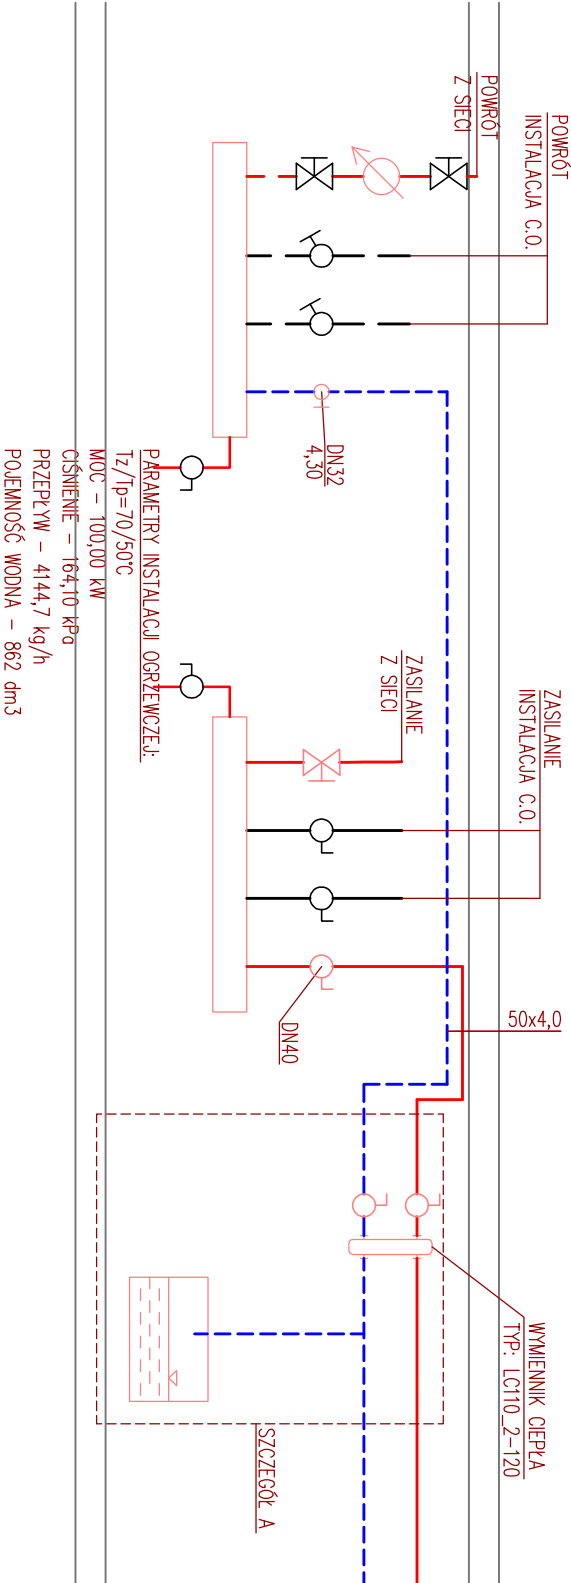 POWRÓT
Z SIECI
POWRÓT
INSTALACJA C.O.
DN32
4,30
PARAMETRY INSTALACJI OGRZEWCZEJ:
Tz/Tp=70/50°C
MOC - 100,00 kW
CIŚNIENIE - 164,10 kPa
PRZEPŁYW - 4144,7 kg/h
POJEMNOŚĆ WODNA - 862 dm3
ZASILANIE
Z SIECI
ZASILANIE
INSTALACJA C.O.
DN40
50x4,0
WYMIENNIK CIEPŁA
TYP: LC110_2-120
SZCZEGÓŁ A